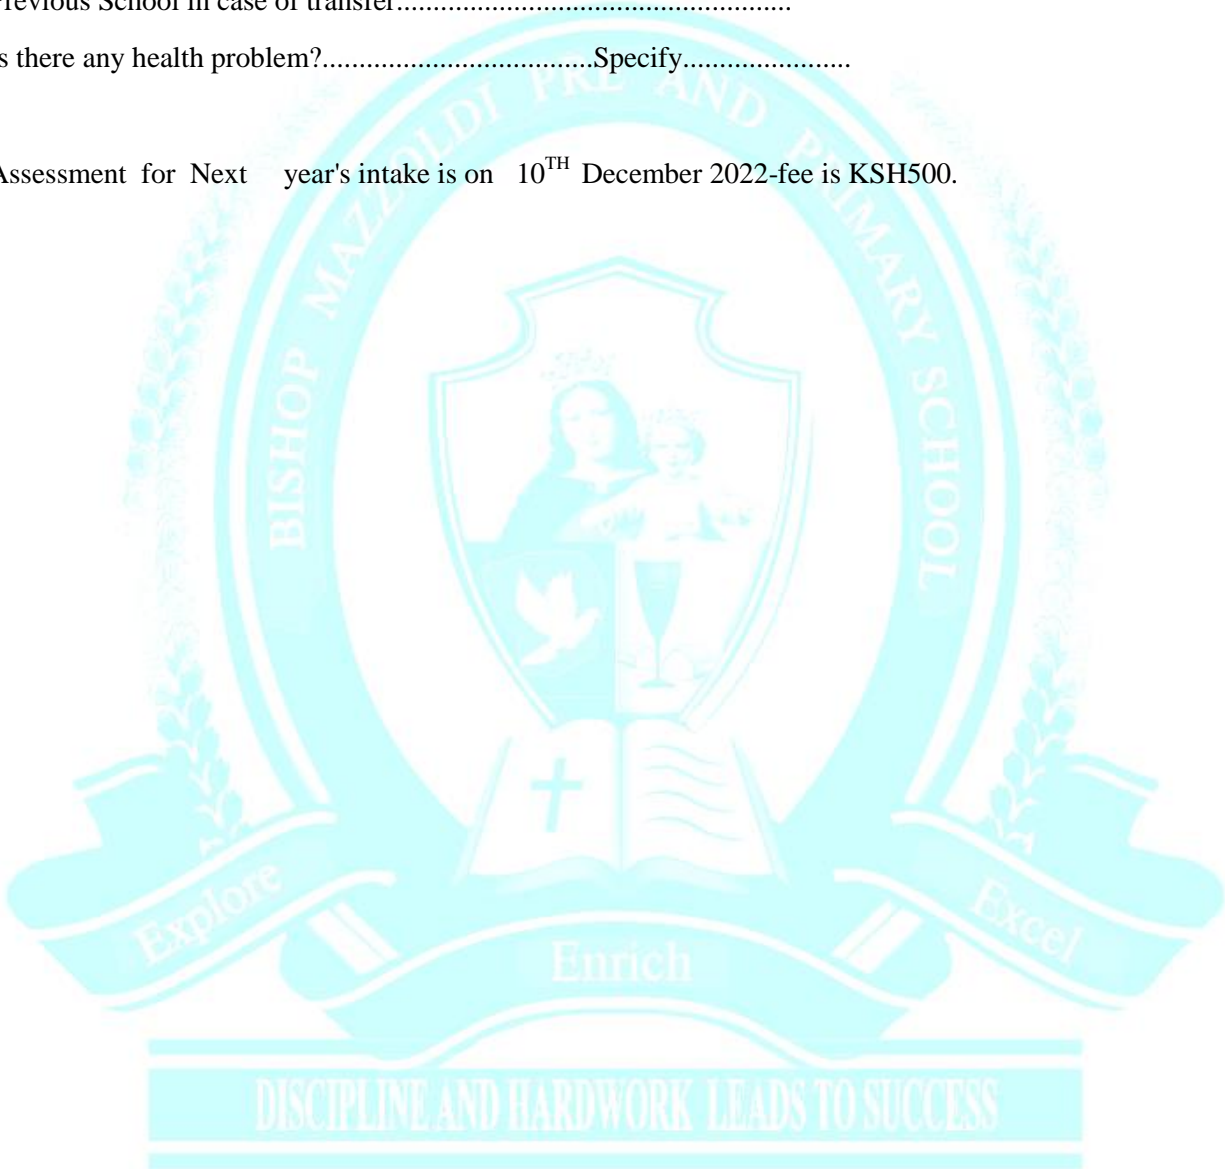 Previous School in case of transfer.....................................................
s there any health problem?.....................................Specify.......................
Assessment for Next year's intake is on 10TH December 2022-fee is KSH500.
BISHOP MAZZOLDI PRE AND PRIMARY SCHOOL
Explore
Enrich
Excel
DISCIPLINE AND HARDWORK LEADS TO SUCCESS